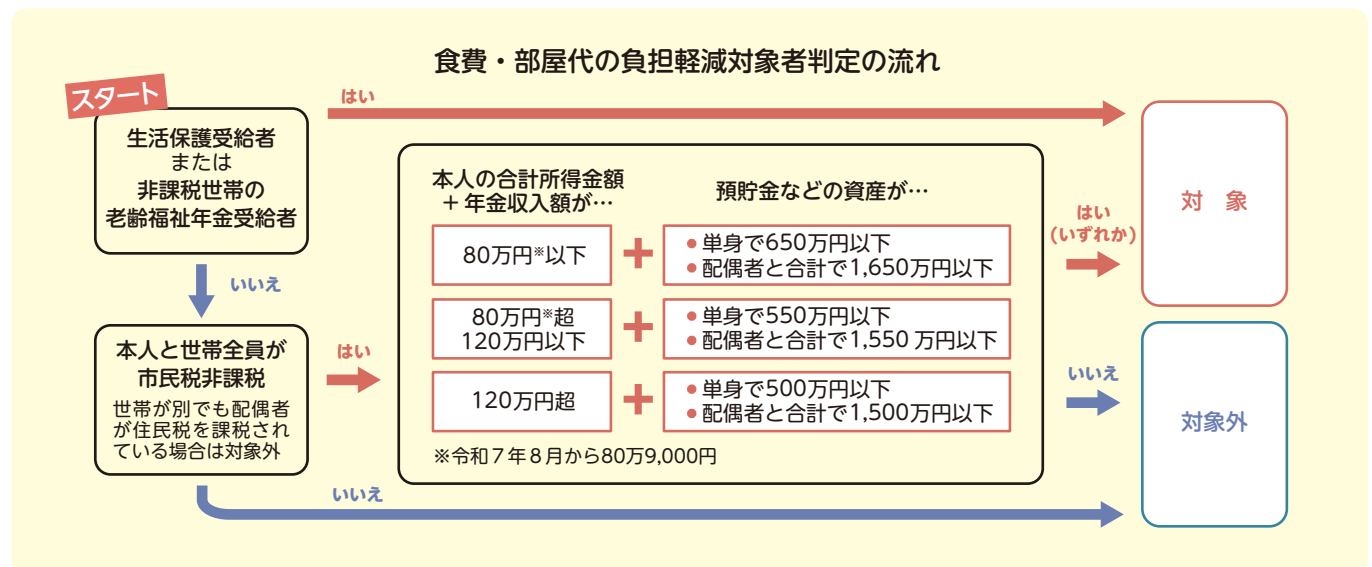 食費・部屋代の負担軽減対象者判定の流れ
スタート
生活保護受給者
または
非課税世帯の
老齢福祉年金受給者
はい
いいえ
本人と世帯全員が
市民税非課税
世帯が別でも配偶者
が住民税を課税され
ている場合は対象外
はい
いいえ
本人の合計所得金額
＋年金収入額が…
預貯金などの資産が…
80万円※以下
+
●単身で650万円以下
●配偶者と合計で1,650万円以下
80万円※超
120万円以下
+
●単身で550万円以下
●配偶者と合計で1,550 万円以下
120万円超
+
●単身で500万円以下
●配偶者と合計で1,500万円以下
※令和７年８月から80万9,000円
はい
(いずれか)
いいえ
対　象
対象外